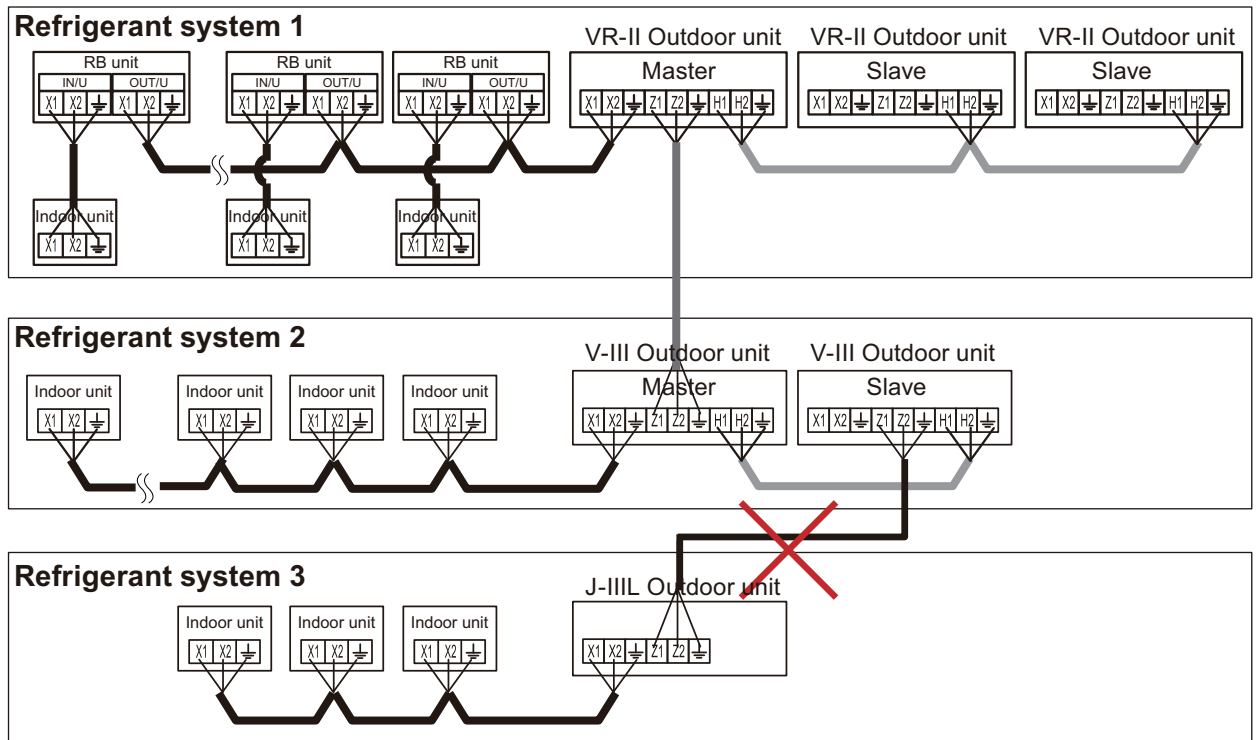 Refrigerant system 1
VR-II Outdoor unit VR-II Outdoor unit VR-II Outdoor unit
RB unit RB unit RB unit
Master Slave Slave
IN/U OUT/U IN/U OUT/U IN/U OUT/U
X1 X2 X1 X2 X1 X2 X1 X2 X1 X2 X1 X2 X1 X2 Z1 Z2 H1 H2 X1 X2 Z1 Z2 H1 H2 X1 X2 Z1 Z2 H1 H2
Indoor unit Indoor unit Indoor unit
X1 X2 X1 X2 X1 X2
Refrigerant system 2
V-III Outdoor unit V-III Outdoor unit
Indoor unit Indoor unit Indoor unit Indoor unit Master Slave
X1 X2 X1 X2 X1 X2 X1 X2 X1 X2 Z1 Z2 H1 H2 X1 X2 Z1 Z2 H1 H2
Refrigerant system 3
J-IIIL Outdoor unit
Indoor unit Indoor unit Indoor unit
X1 X2 X1 X2 X1 X2 X1 X2 Z1 Z2